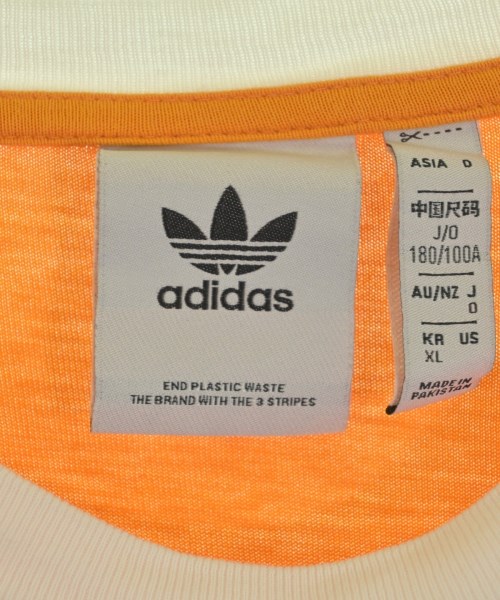 adidas
END PLASTIC WASTE
THE BRAND WITH THE 3 STRIPES
ASIA D
中国尺码
J/O
180/100A
AU/NZ J
O
KR US
XL
MADE IN
PAKISTAN